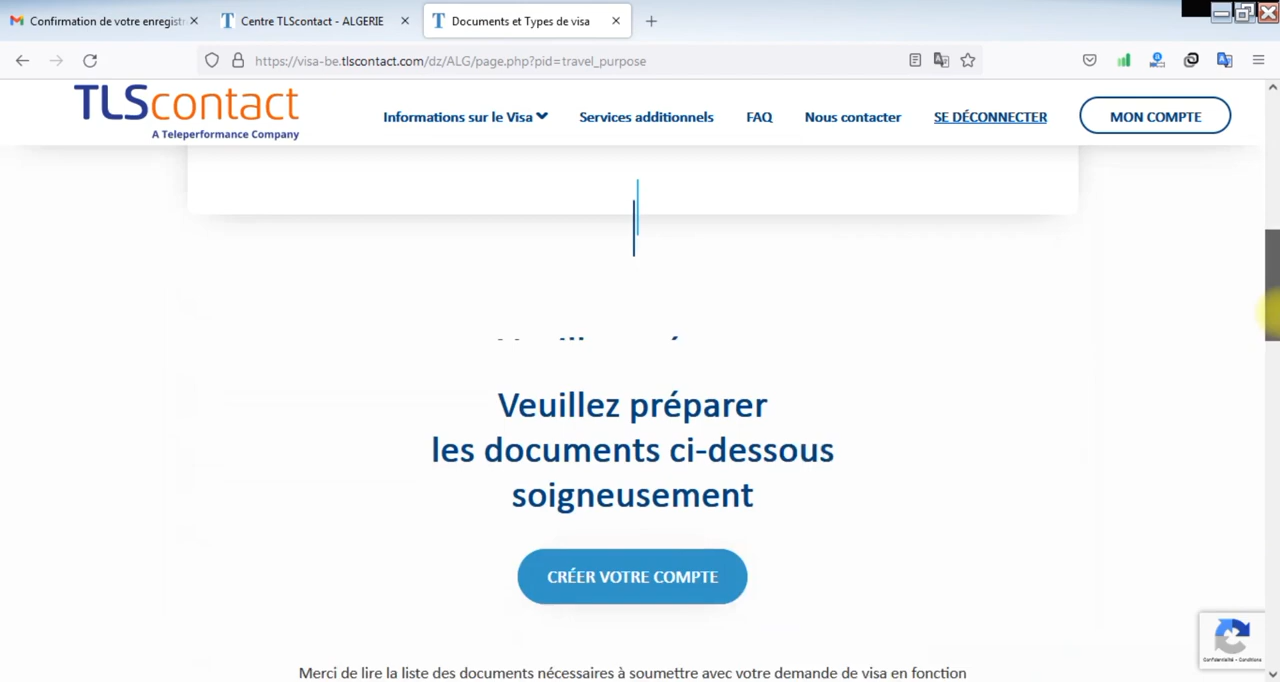 Confirmation de votre enregistr
Centre TLScontact - ALGERIE
Documents et Types de visa
https://visa-be.tlscontact.com/dz/ALG/page.php?pid=travel_purpose
TLScontact
A Teleperformance Company
Informations sur le Visa
Services additionnels
FAQ
Nous contacter
SE DÉCONNECTER
MON COMPTE
Veuillez préparer
les documents ci-dessous
soigneusement
CRÉER VOTRE COMPTE
Merci de lire la liste des documents nécessaires à soumettre avec votre demande de visa en fonction
Confidentialité - Conditions